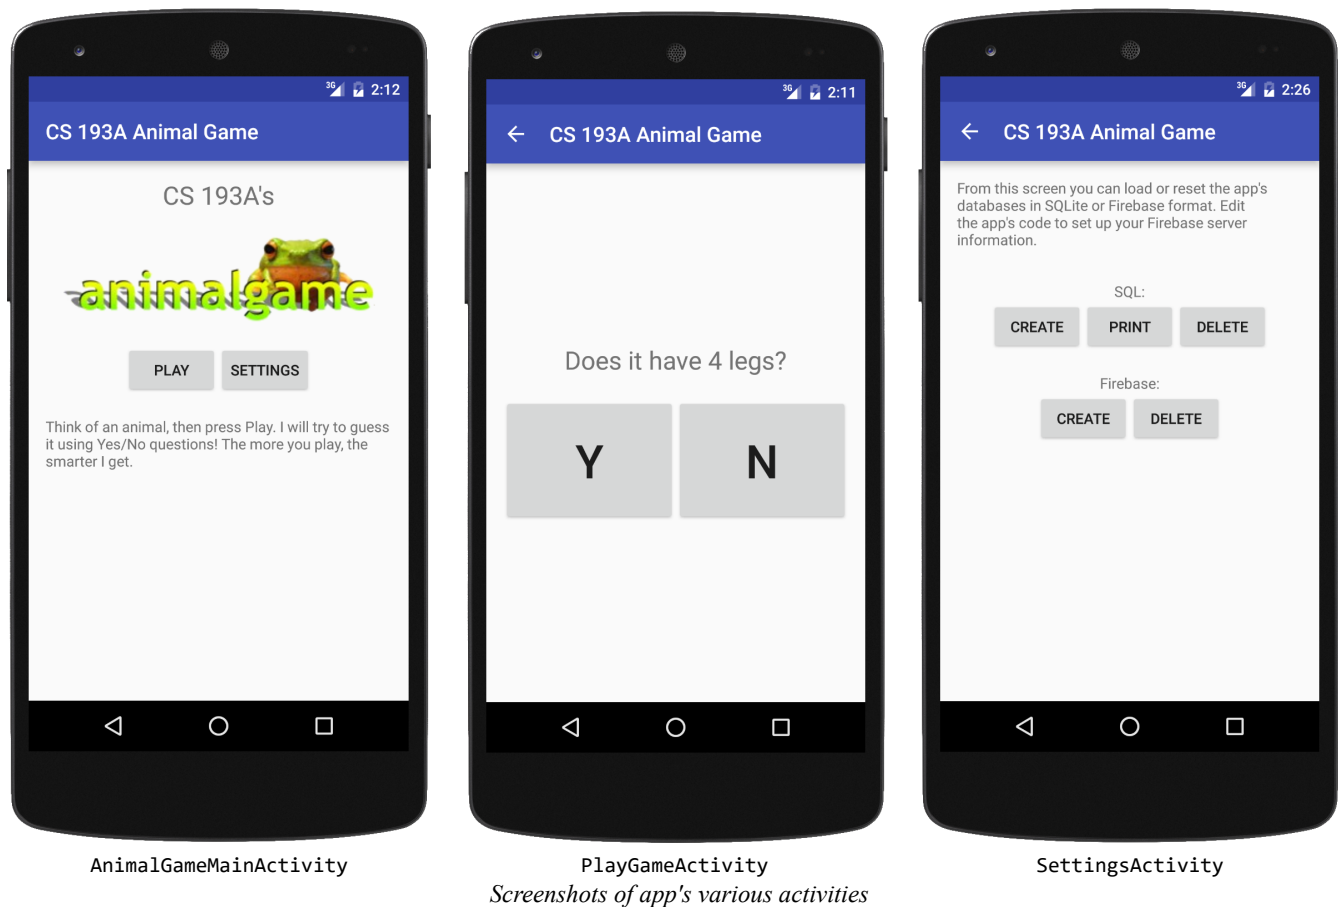 3G 2:12
CS 193A Animal Game
CS 193A's
animalgame
PLAY SETTINGS
Think of an animal, then press Play. I will try to guess
it using Yes/No questions! The more you play, the
smarter I get.
AnimalGameMainActivity
3G 2:11
CS 193A Animal Game
Does it have 4 legs?
Y N
PlayGameActivity
3G 2:26
CS 193A Animal Game
From this screen you can load or reset the app's
databases in SQLite or Firebase format. Edit
the app's code to set up your Firebase server
information.
SQL:
CREATE PRINT DELETE
Firebase:
CREATE DELETE
SettingsActivity
Screenshots of app's various activities